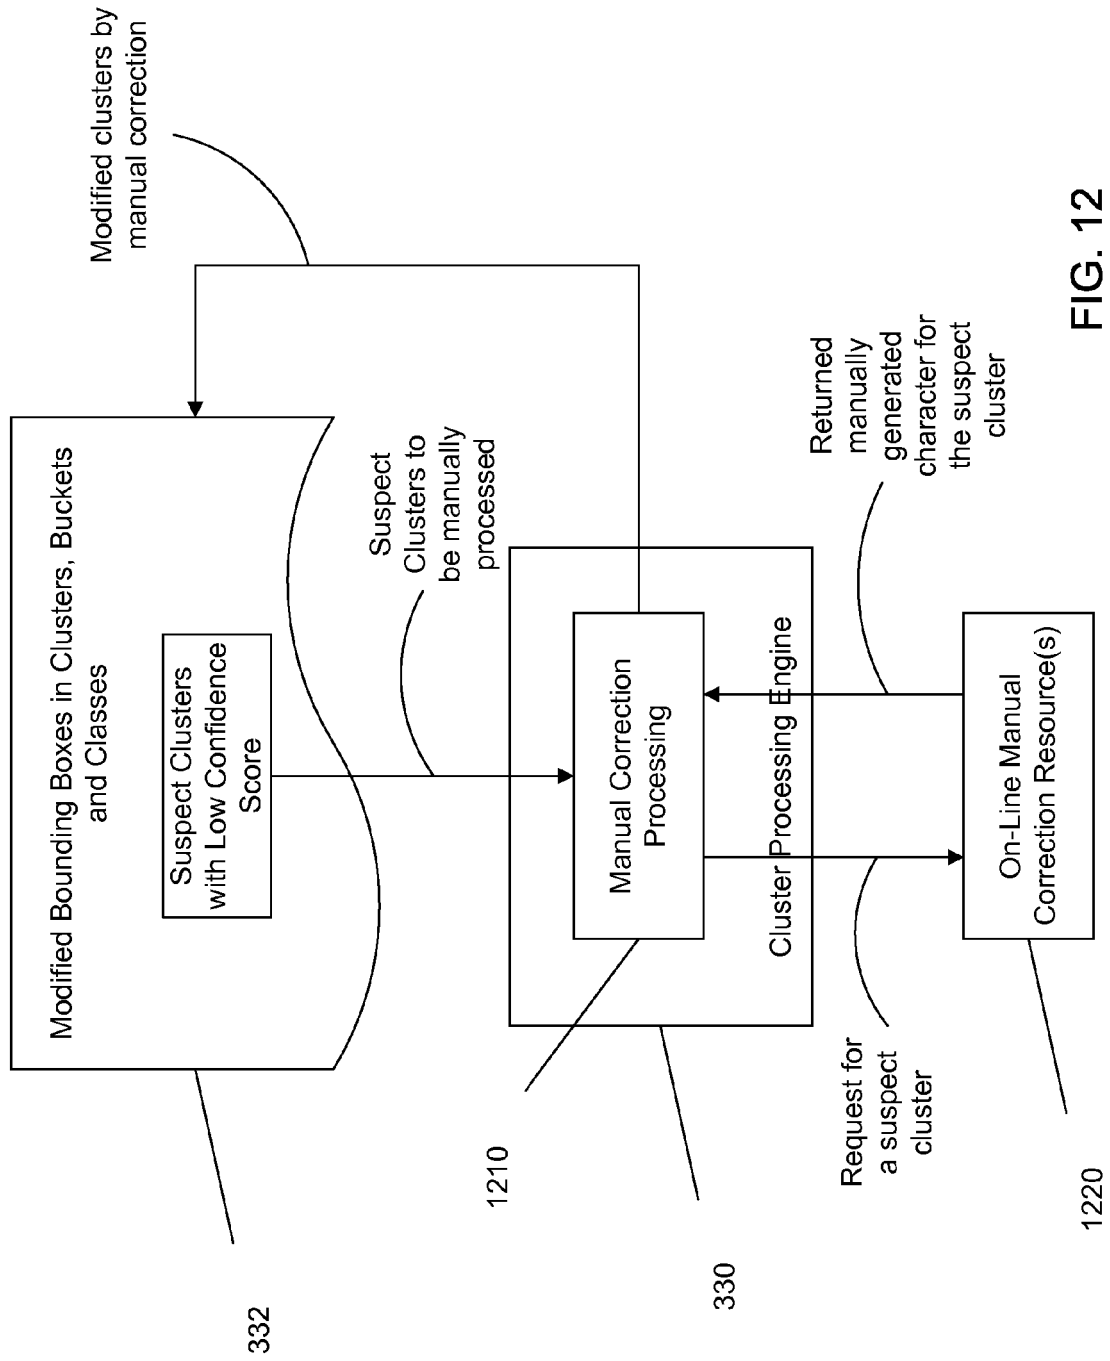 Modified clusters by
manual correction
Modified Bounding Boxes in Clusters, Buckets
and Classes
Suspect Clusters
with Low Confidence
Score
332
Suspect
Clusters to
be manually
processed
1210
Manual Correction
Processing
Cluster Processing Engine
330
Request for
a suspect
cluster
Returned
manually
generated
character for
the suspect
cluster
On-Line Manual
Correction Resource(s)
1220
FIG. 12